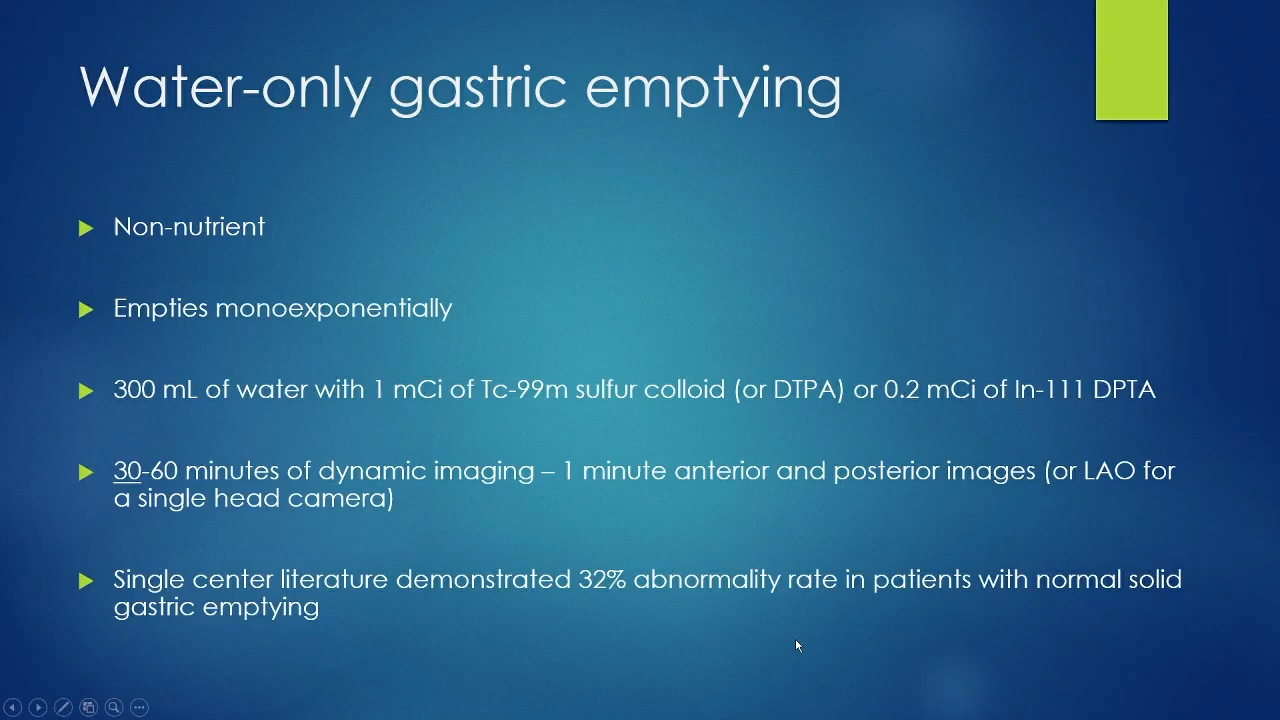 Water-only gastric emptying
Non-nutrient
Empties monoexponentially
300 mL of water with 1 mCi of Tc-99m sulfur colloid (or DTPA) or 0.2 mCi of In-111 DPTA
30-60 minutes of dynamic imaging – 1 minute anterior and posterior images (or LAO for
a single head camera)
Single center literature demonstrated 32% abnormality rate in patients with normal solid
gastric emptying